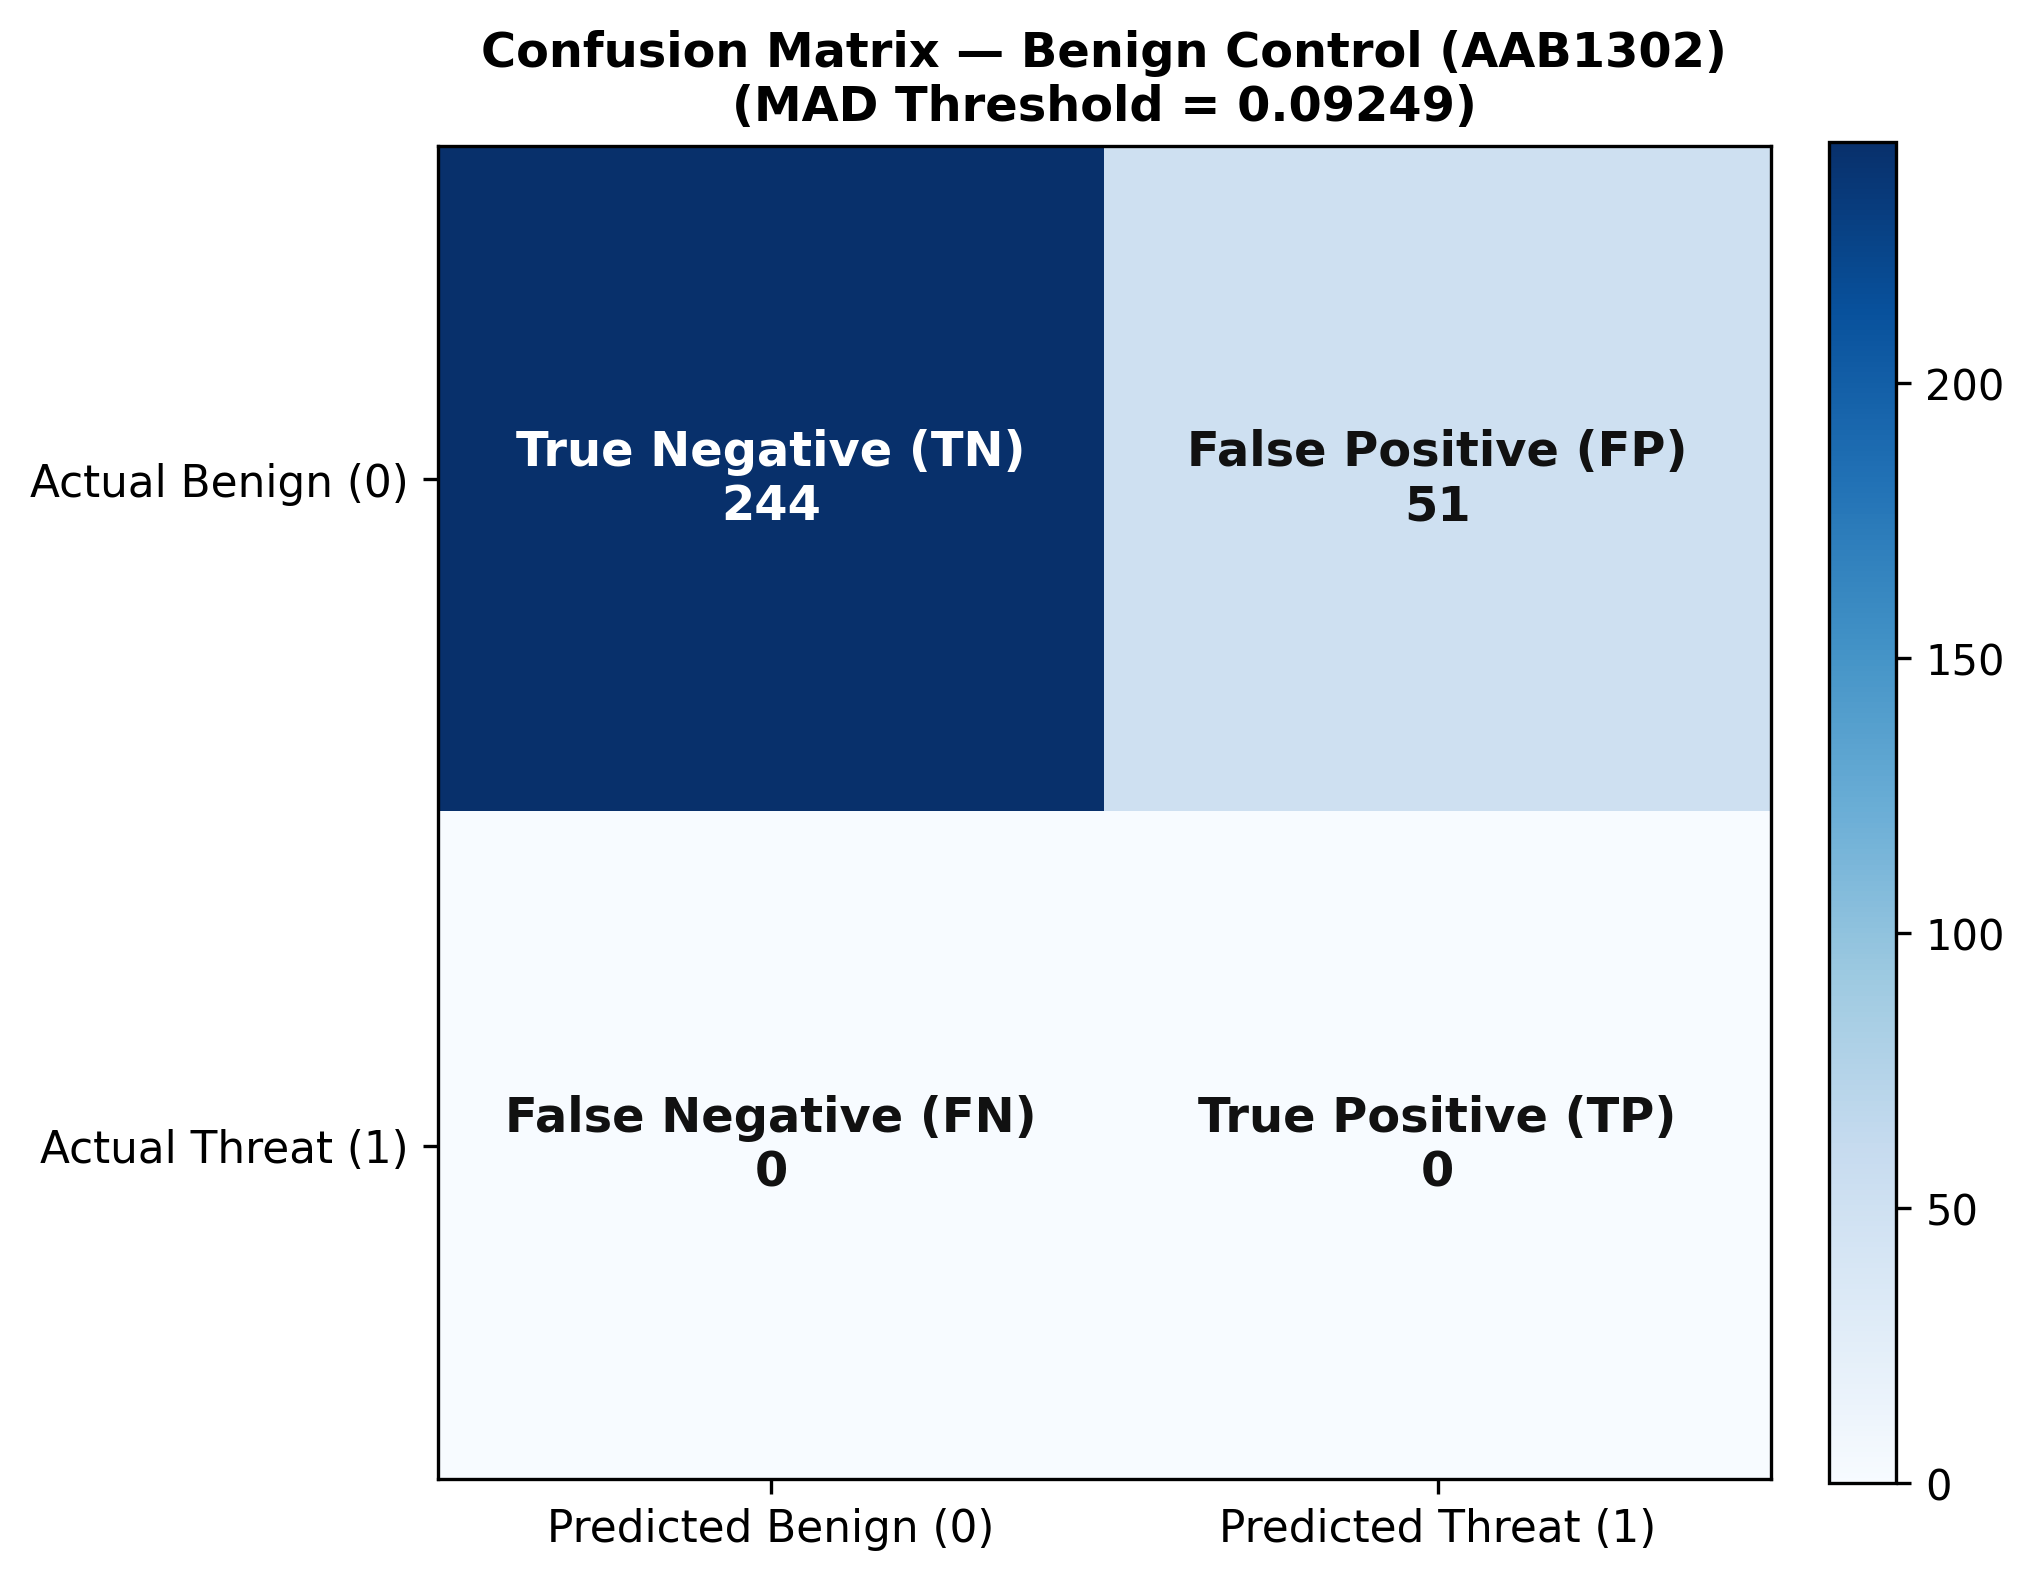 Confusion Matrix — Benign Control (AAB1302)
(MAD Threshold = 0.09249)
Actual Benign (0)
True Negative (TN)
244
False Positive (FP)
51
Actual Threat (1)
False Negative (FN)
0
True Positive (TP)
0
Predicted Benign (0)
Predicted Threat (1)
200
150
100
50
0